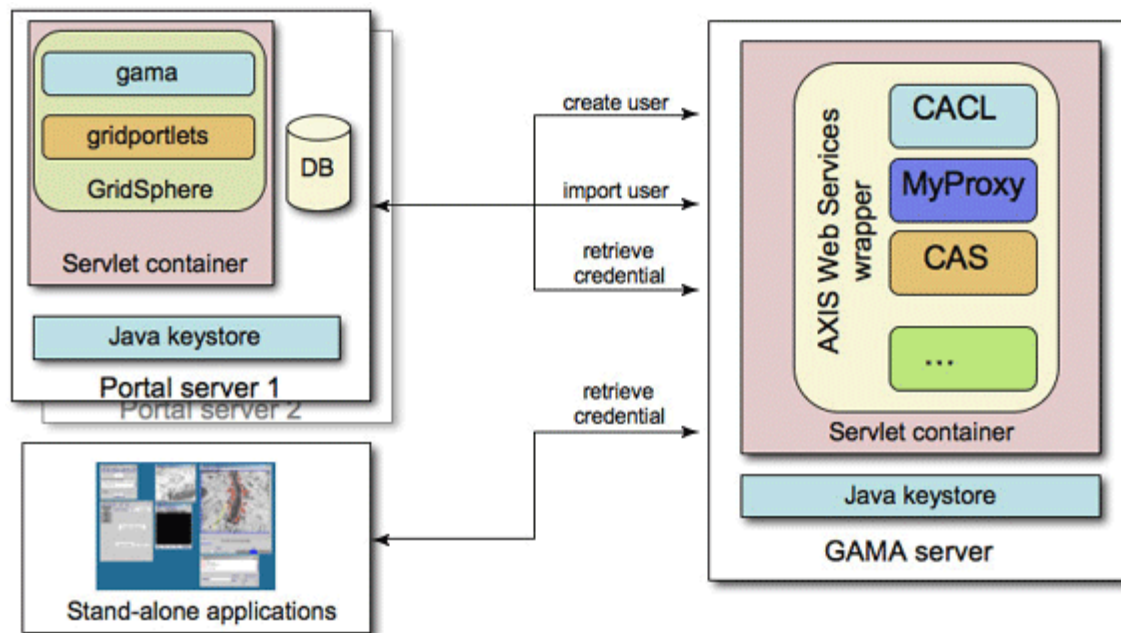 gama
gridportlets
GridSphere
Servlet container
DB
Java keystore
Portal server 1
Portal server 2
Stand-alone applications
create user
import user
retrieve
credential
retrieve
credential
AXIS Web Services
wrapper
CACL
MyProxy
CAS
...
Servlet container
Java keystore
GAMA server